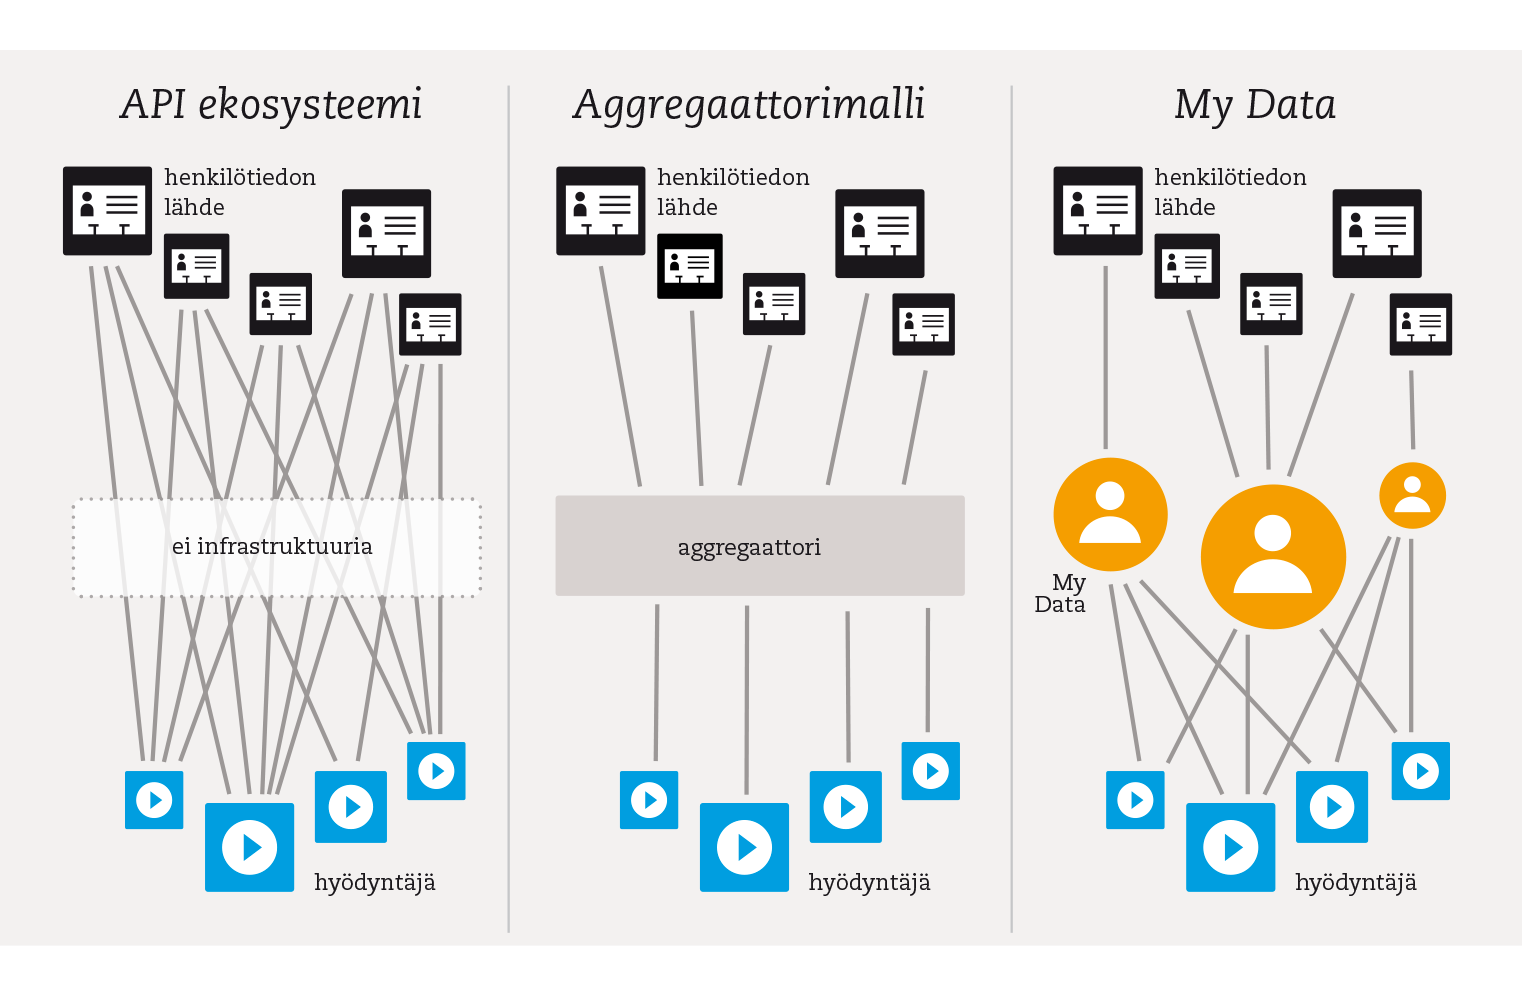 API ekosysteemi
henkilötiedon
lähde
ei infrastruktuuria
hyödyntäjä
Aggregaattorimalli
henkilötiedon
lähde
aggregaattori
hyödyntäjä
My Data
henkilötiedon
lähde
My
Data
hyödyntäjä